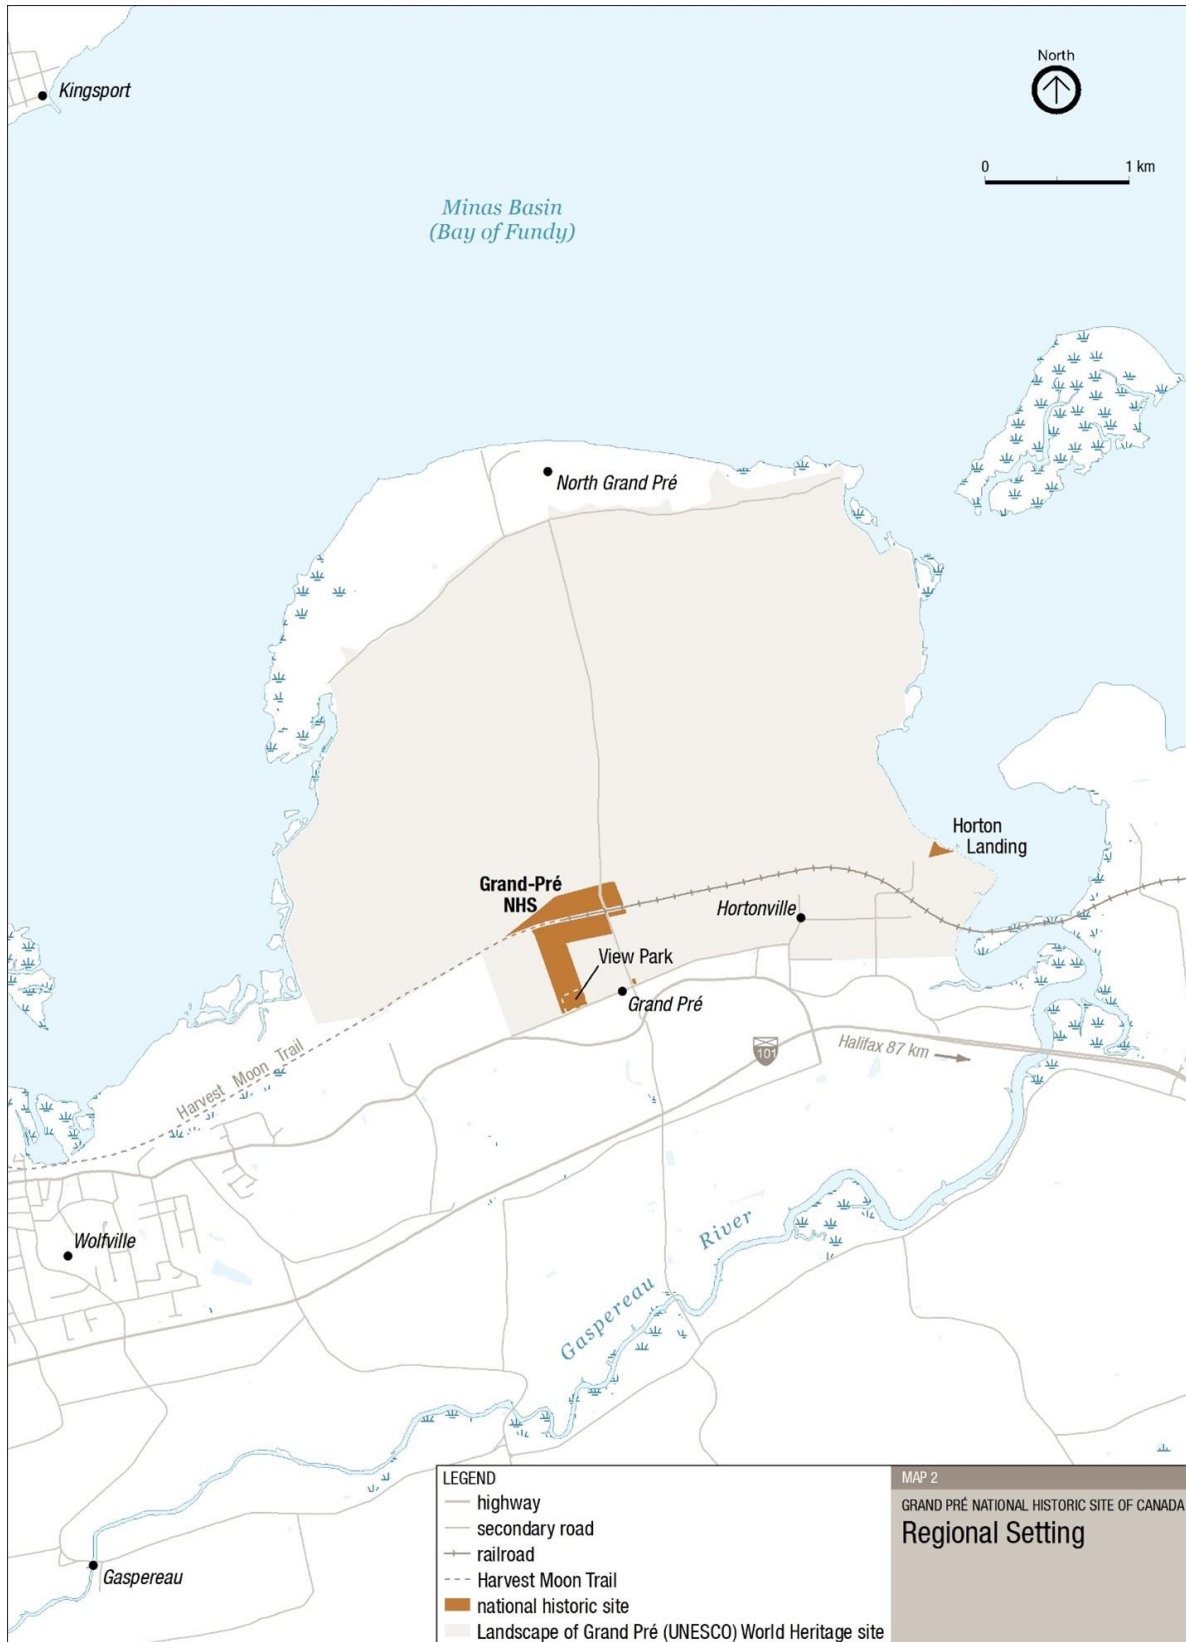 Kingsport
North
0 1 km
Minas Basin
(Bay of Fundy)
North Grand Pré
Horton
Landing
Grand-Pré
NHS
Hortonville
View Park
Grand Pré
101
Halifax 87 km
Harvest Moon Trail
Wolfville
Gaspereau River
Gaspereau
LEGEND
highway
secondary road
railroad
Harvest Moon Trail
national historic site
Landscape of Grand Pré (UNESCO) World Heritage site
MAP 2
GRAND PRÉ NATIONAL HISTORIC SITE OF CANADA
Regional Setting